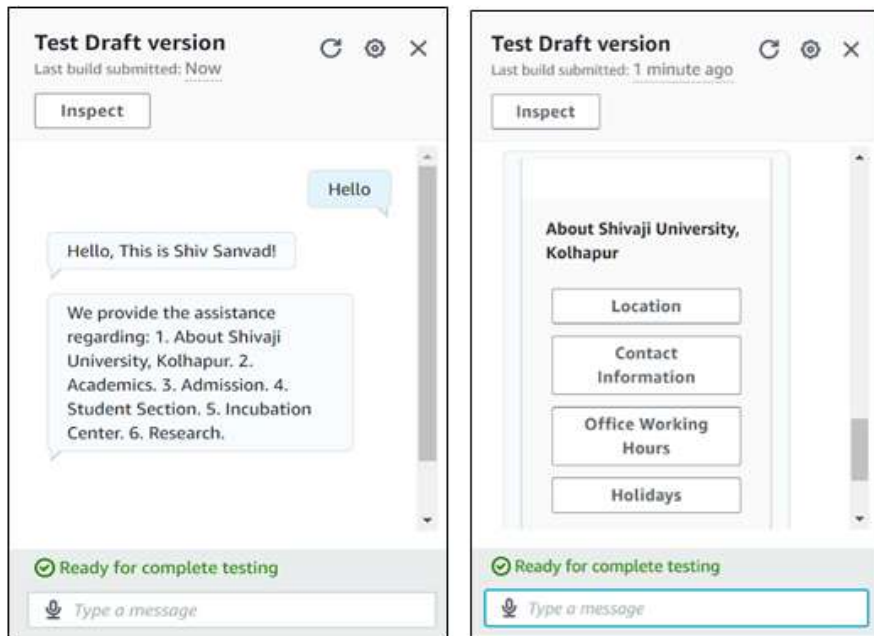 Test Draft version
Last build submitted: Now
Inspect
Hello
Hello, This is Shiv Sanvad!
We provide the assistance
regarding: 1. About Shivaji
University, Kolhapur. 2.
Academics. 3. Admission. 4.
Student Section. 5. Incubation
Center. 6. Research.
Ready for complete testing
Type a message
Test Draft version
Last build submitted: 1 minute ago
Inspect
About Shivaji University,
Kolhapur
Location
Contact
Information
Office Working
Hours
Holidays
Ready for complete testing
Type a message